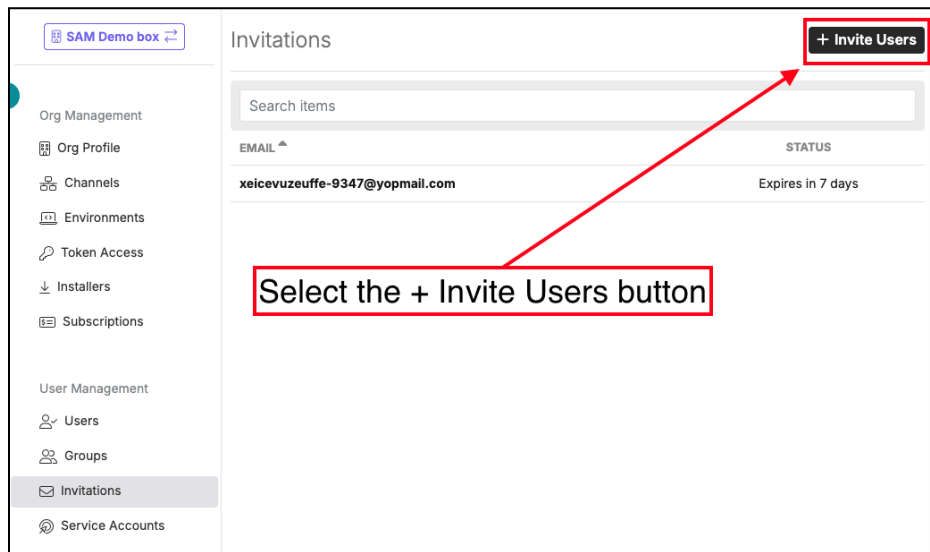 SAM Demo box
Invitations
+ Invite Users
Search items
Org Management
Org Profile
Channels
Environments
Token Access
Installers
Subscriptions
User Management
Users
Groups
Invitations
Service Accounts
EMAIL
STATUS
xeicevuzeuffe-9347@yopmail.com
Expires in 7 days
Select the + Invite Users button